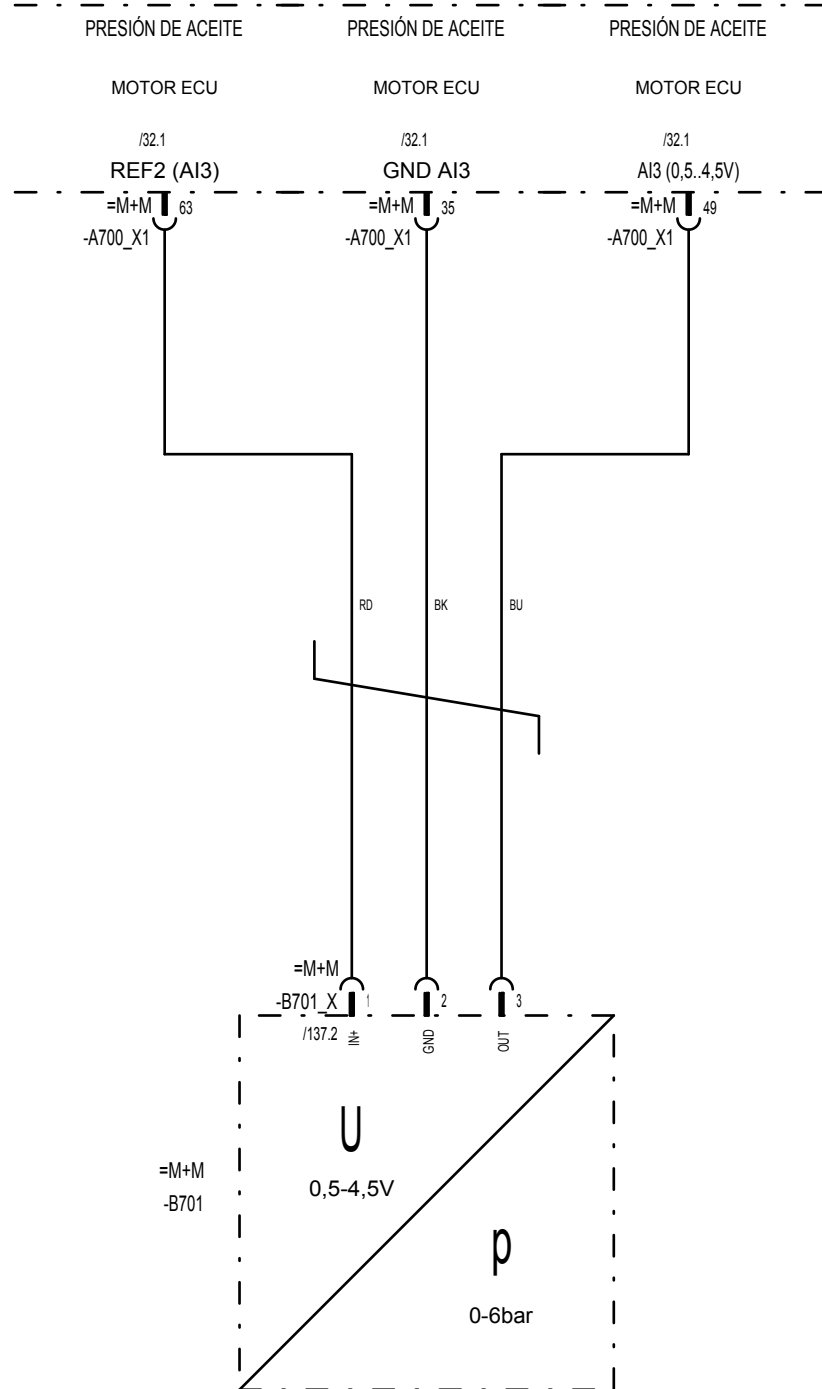 PRESIÓN DE ACEITE PRESIÓN DE ACEITE PRESIÓN DE ACEITE
MOTOR ECU MOTOR ECU MOTOR ECU
/32.1 /32.1 /32.1
REF2 (AI3) GND AI3 AI3 (0,5..4,5V)
=M+M 63 =M+M 35 =M+M 49
-A700_X1 -A700_X1 -A700_X1
RD BK BU
=M+M
-B701_X 1 2 3
/137.2 IN+ GND OUT
U
0,5-4,5V
=M+M
-B701
p
0-6bar